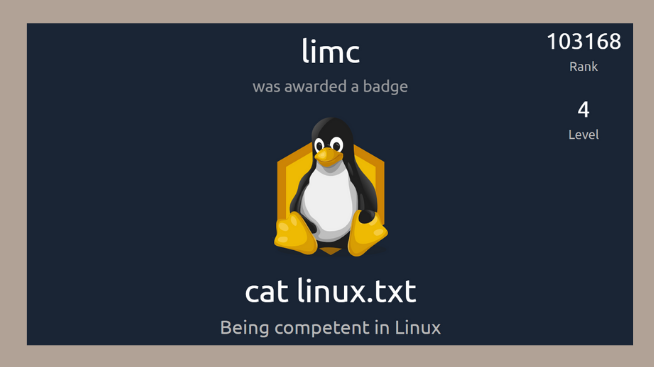 limc
was awarded a badge
103168
Rank
4
Level
cat linux.txt
Being competent in Linux